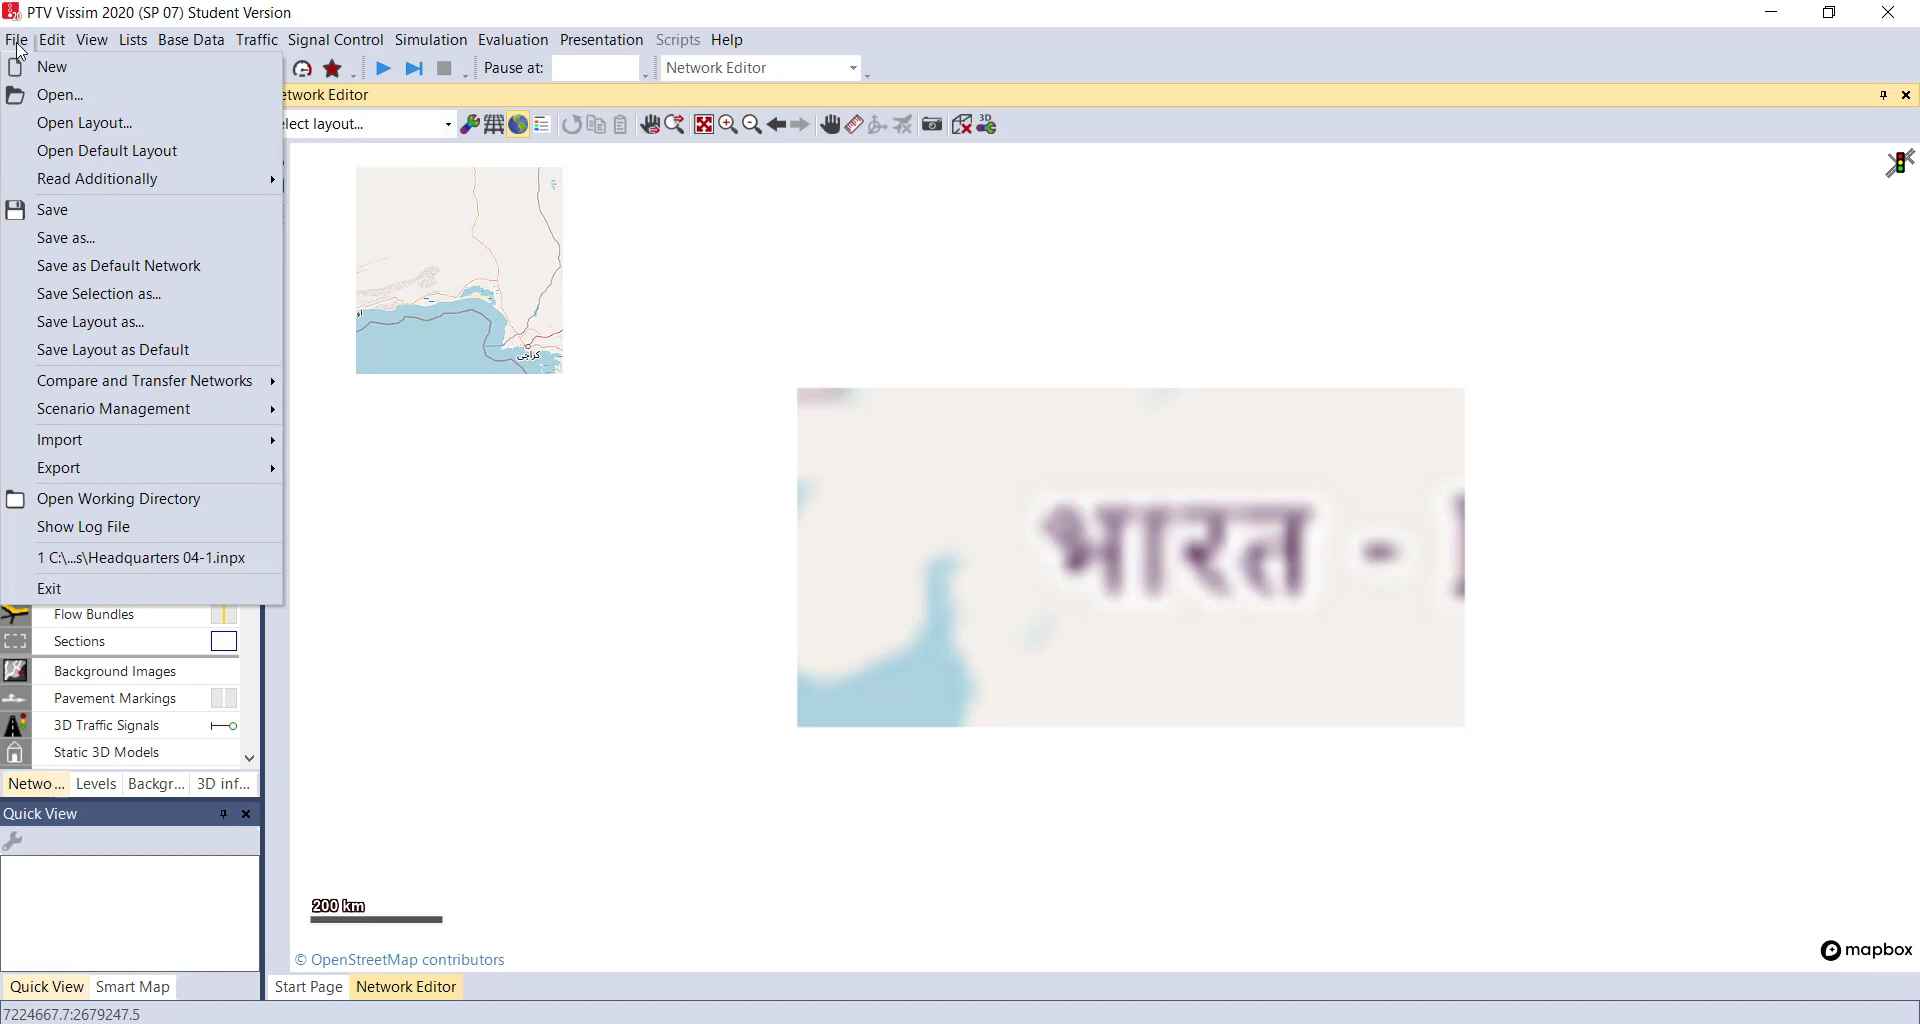 PTV Vissim 2020 (SP 07) Student Version
File Edit View Lists Base Data Traffic Signal Control Simulation Evaluation Presentation Scripts Help
New
Open...
Open Layout...
Open Default Layout
Read Additionally
Save
Save as...
Save as Default Network
Save Selection as...
Save Layout as...
Save Layout as Default
Compare and Transfer Networks
Scenario Management
Import
Export
Open Working Directory
Show Log File
1 C:\...s\Headquarters 04-1.inpx
Exit
Pause at: Network Editor
etwork Editor
elect layout...
3D
کراچی
भारत -
200 km
© OpenStreetMap contributors
mapbox
Flow Bundles
Sections
Background Images
Pavement Markings
3D Traffic Signals
Static 3D Models
Netwo... Levels Backgr... 3D inf...
Quick View
Quick View Smart Map
Start Page Network Editor
7224667.7:2679247.5